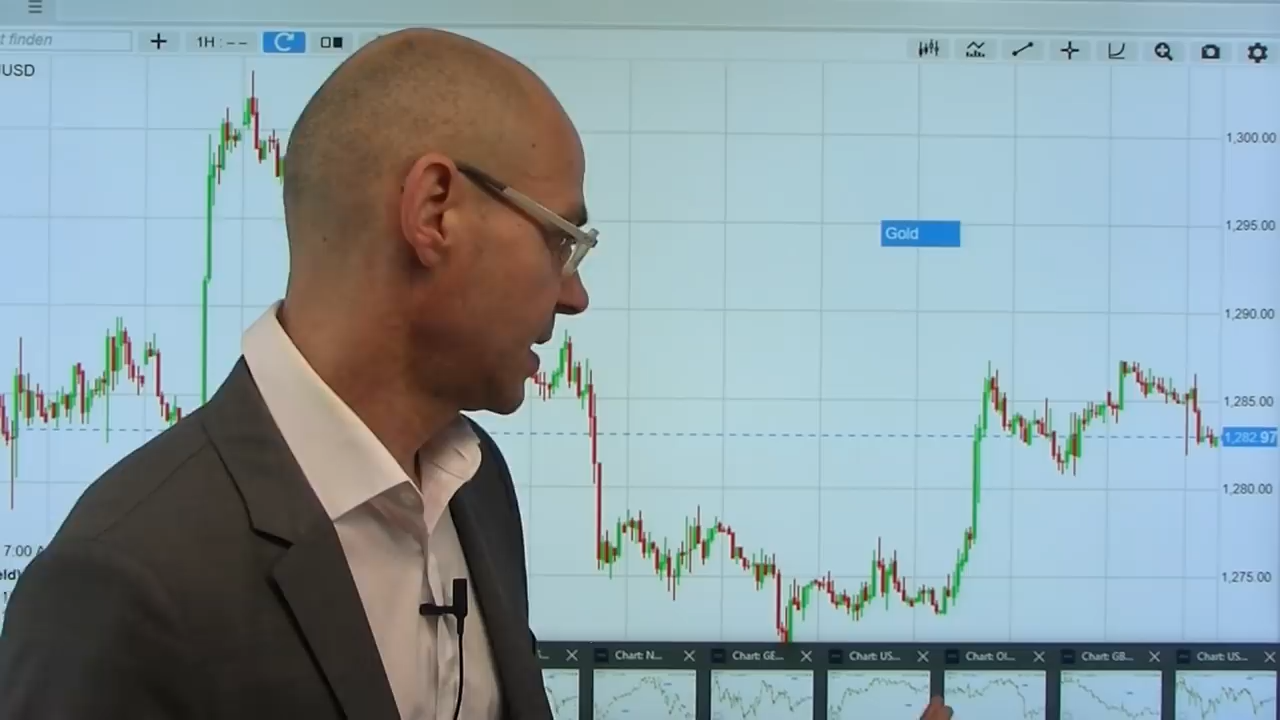 t finden
1H : --
USD
1,300.00
Gold
1,295.00
1,290.00
1,285.00
1,282.97
1,280.00
7:00 A
1,275.00
Chart: N...
Chart: GE...
Chart: US...
Chart: OI...
Chart: GB...
Chart: US...